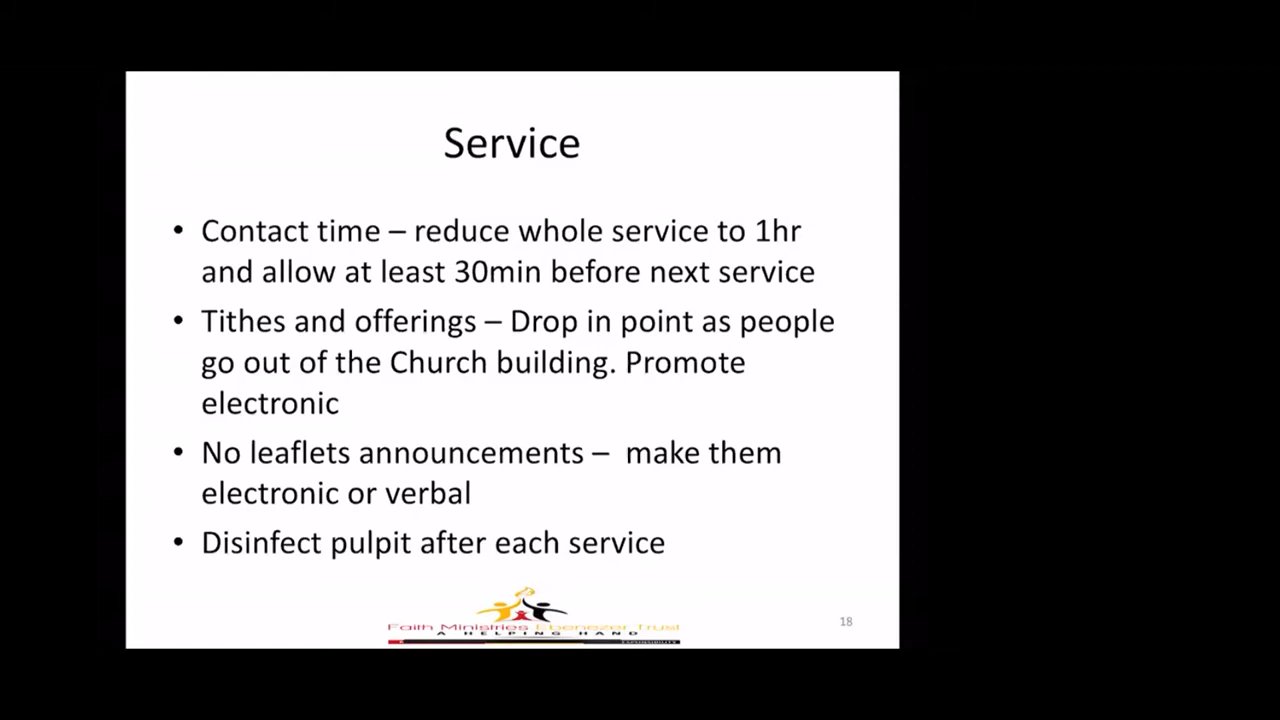 Service
• Contact time – reduce whole service to 1hr
and allow at least 30min before next service
• Tithes and offerings – Drop in point as people
go out of the Church building. Promote
electronic
• No leaflets announcements –  make them
electronic or verbal
• Disinfect pulpit after each service
Faith Ministries Ebenezer Trust
A HELPING HAND
18